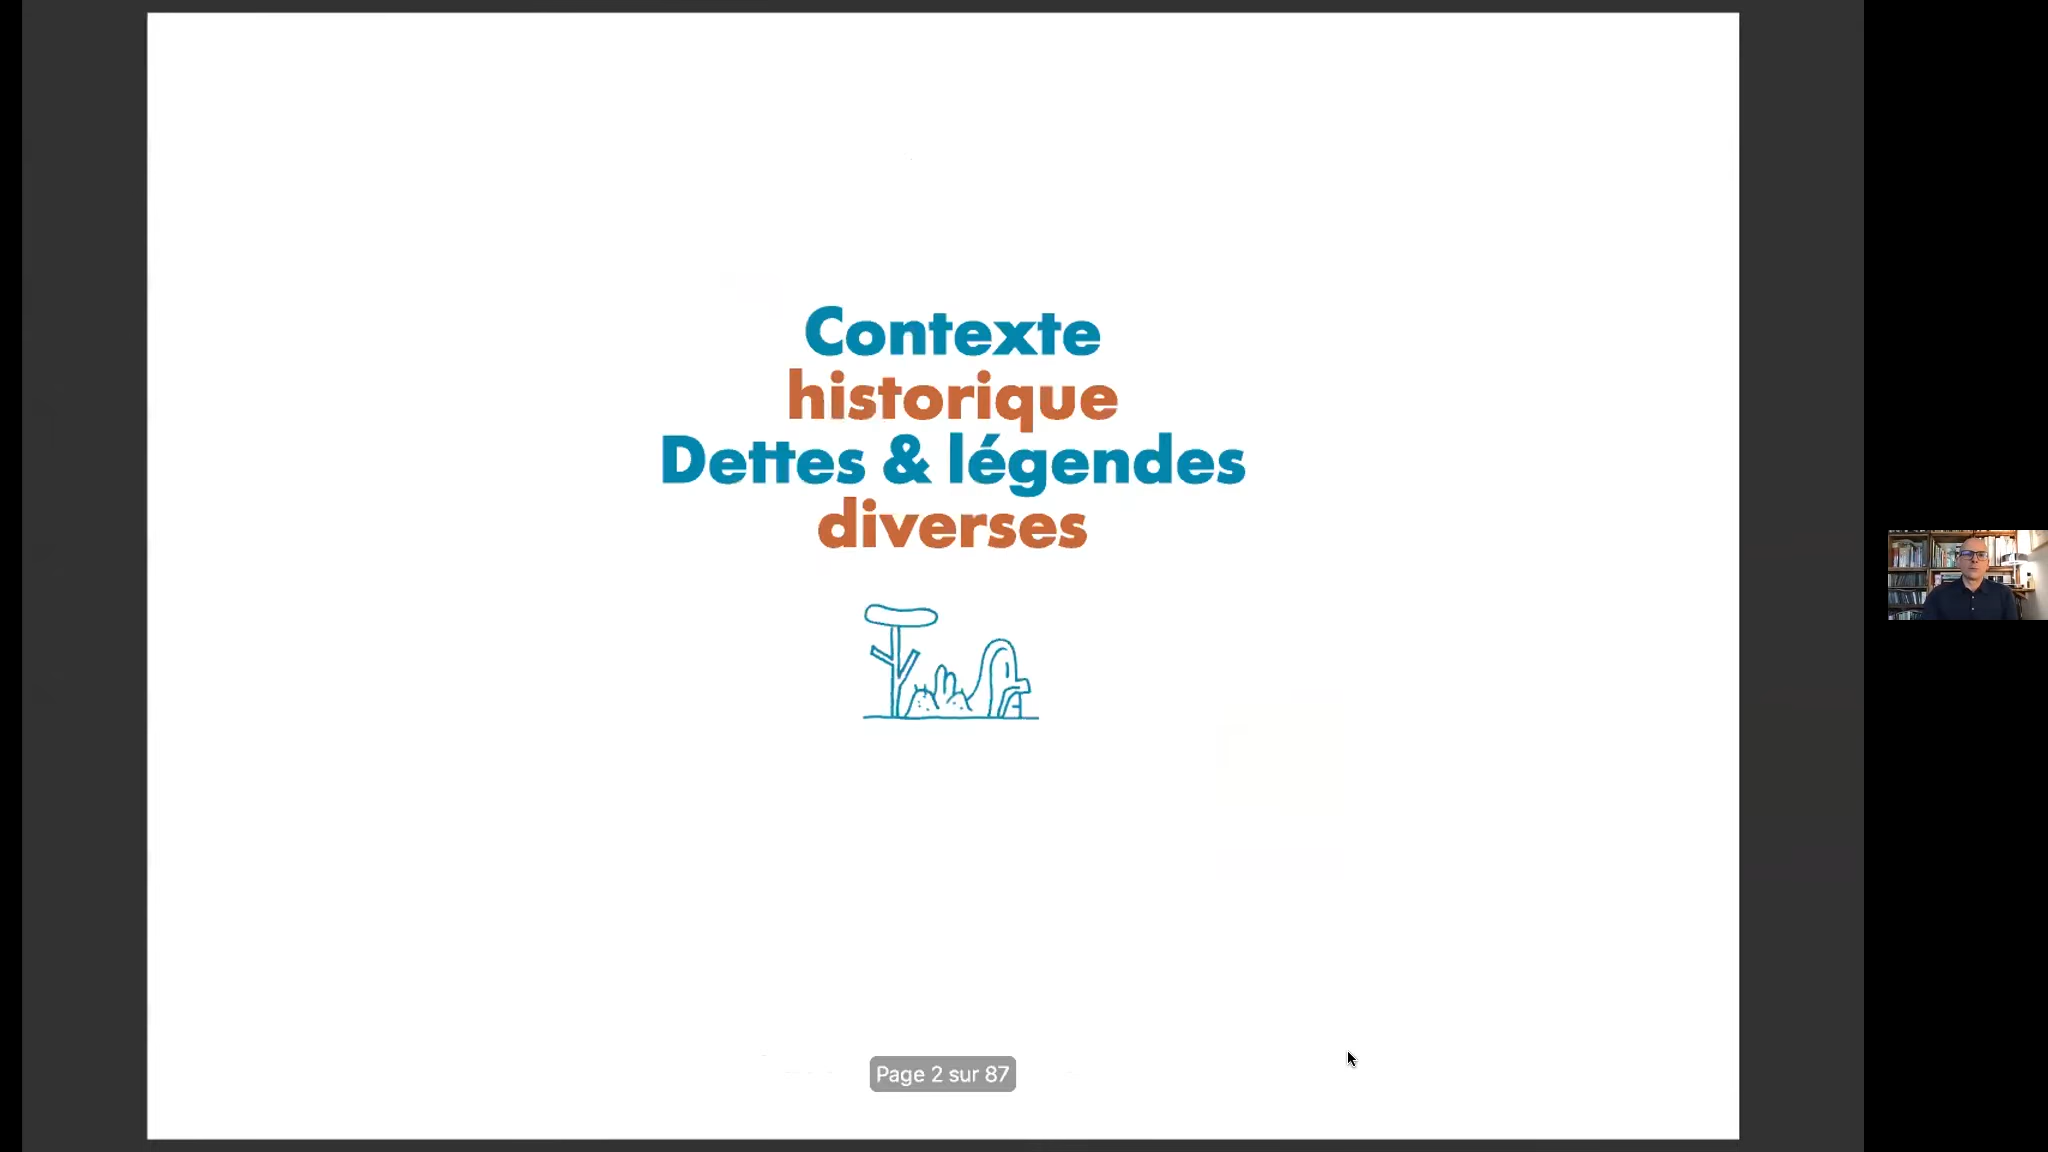 Contexte
historique
Dettes & légendes
diverses
Page 2 sur 87